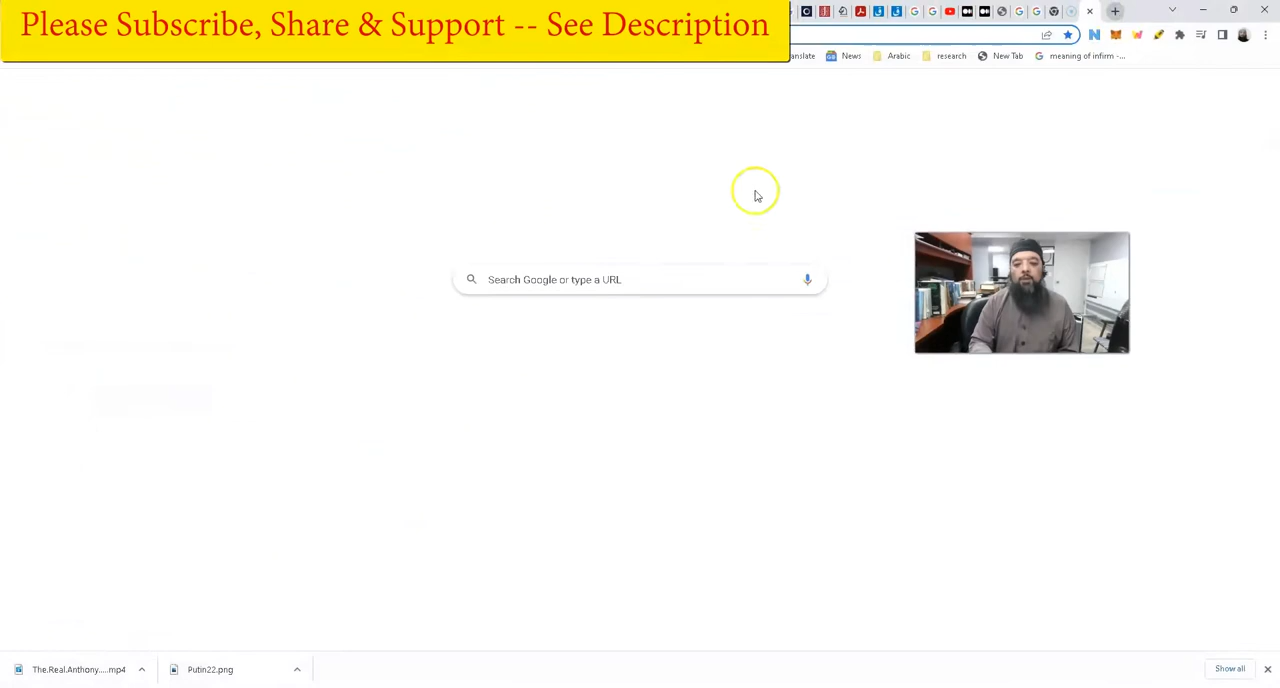 Please Subscribe, Share & Support -- See Description
News
Arabic
research
New Tab
meaning of infirm -...
Search Google or type a URL
The.Real.Anthony.....mp4
Putin22.png
Show all